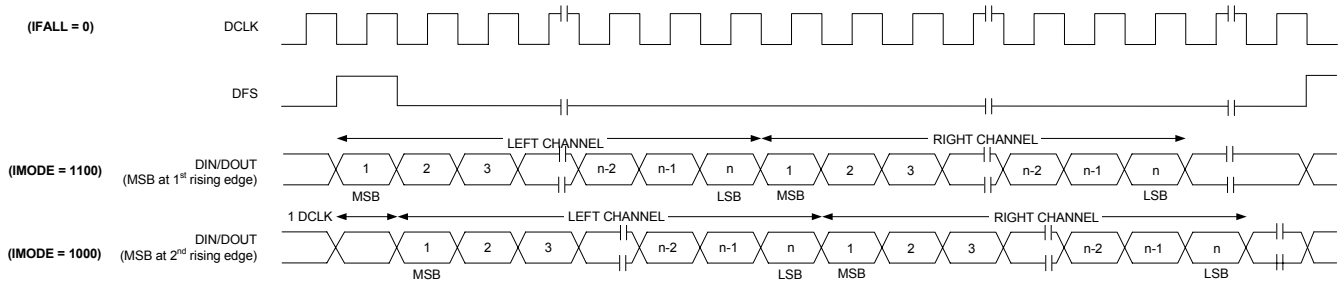 (IFALL = 0) DCLK
DFS
LEFT CHANNEL RIGHT CHANNEL
(IMODE = 1100) DIN/DOUT 1 2 3 n-2 n-1 n 1 2 3 n-2 n-1 n
(MSB at 1st rising edge)
MSB LSB MSB LSB
1 DCLK LEFT CHANNEL RIGHT CHANNEL
(IMODE = 1000) DIN/DOUT 1 2 3 n-2 n-1 n 1 2 3 n-2 n-1 n
(MSB at 2nd rising edge)
MSB LSB MSB LSB